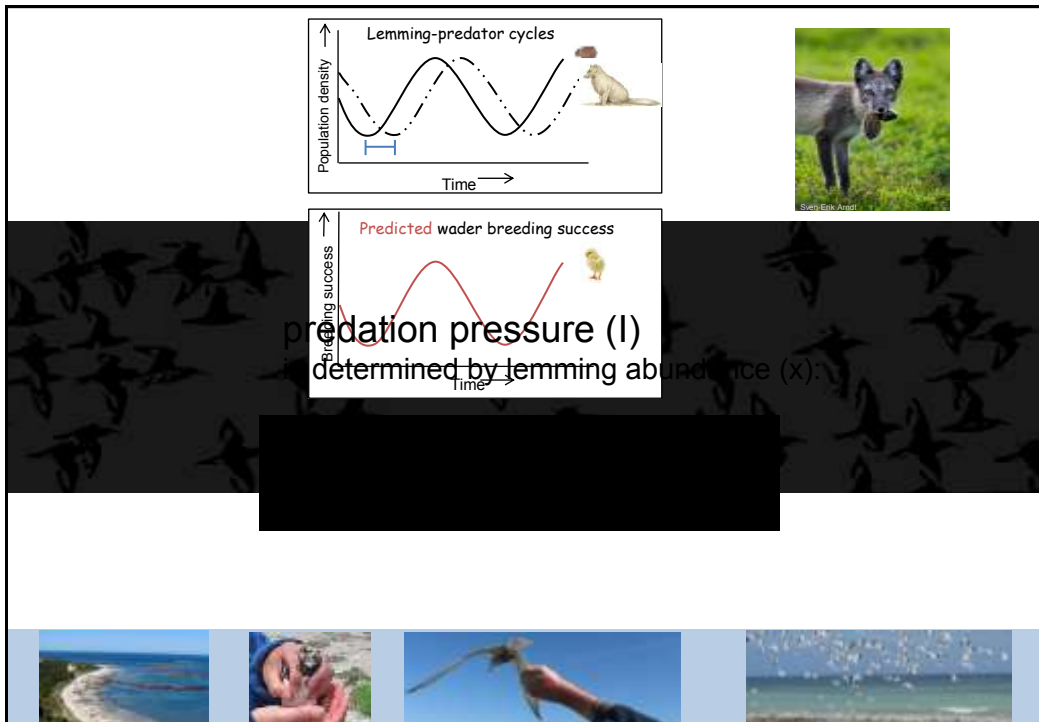 Lemming-predator cycles
Population density
Time
Sven-Erik Arndt
Predicted wader breeding success
Breeding success
Time
predation pressure (I)
is determined by lemming abundance (x):